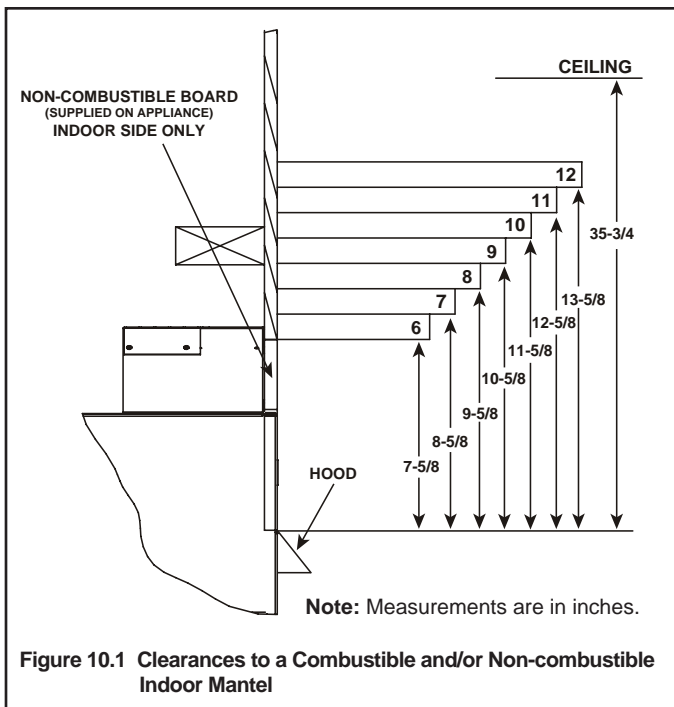 CEILING
NON-COMBUSTIBLE BOARD
(SUPPLIED ON APPLIANCE)
INDOOR SIDE ONLY
12
11
10
9
8
7
6
35-3/4
13-5/8
12-5/8
11-5/8
10-5/8
9-5/8
8-5/8
7-5/8
HOOD
Note: Measurements are in inches.
Figure 10.1 Clearances to a Combustible and/or Non-combustible
Indoor Mantel